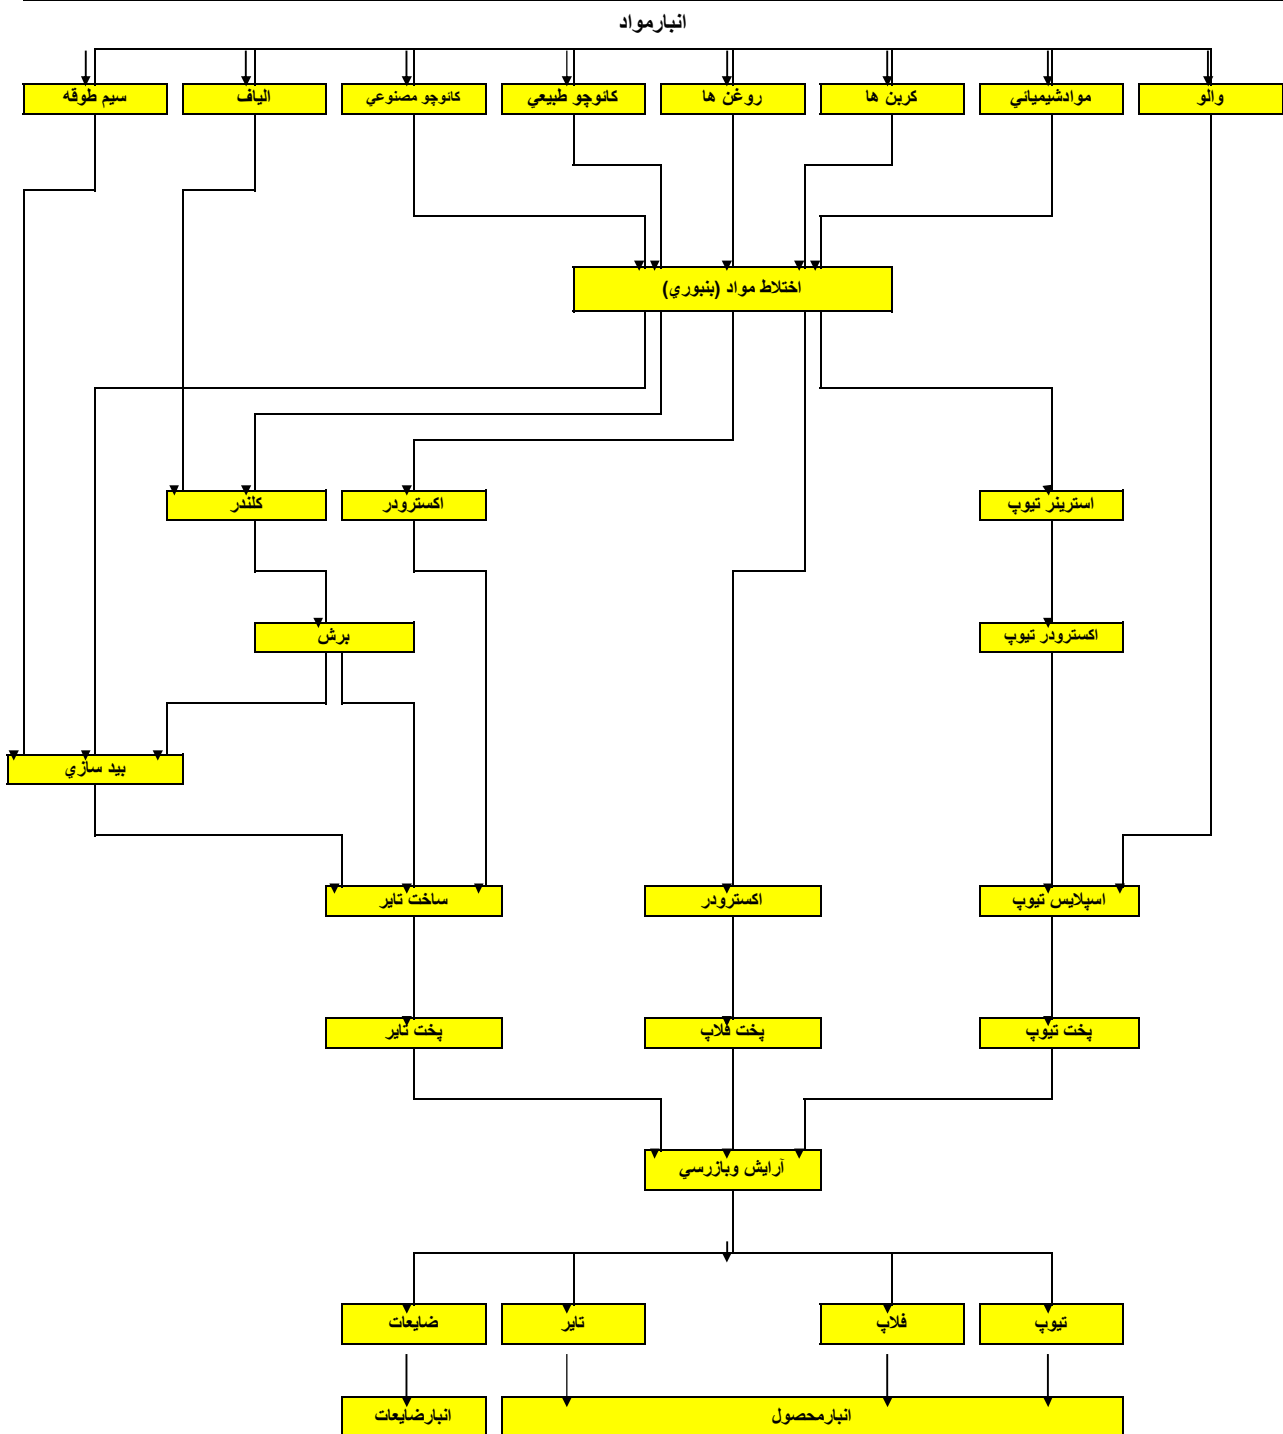 انبارمواد
والو
موادشيميائي
كربن ها
روغن ها
كائوچو طبيعي
كائوچو مصنوعي
الياف
سيم طوقه
اختلاط مواد (بنبوري)
استرينر تيوپ
اكسترودر
كلندر
اكسترودر تيوپ
برش
بيد سازي
اسپلايس تيوپ
اكسترودر
ساخت تاير
پخت تيوپ
پخت فلاپ
پخت تاير
آرايش وبازرسي
تيوپ
فلاپ
تاير
ضايعات
انبارمحصول
انبارضايعات